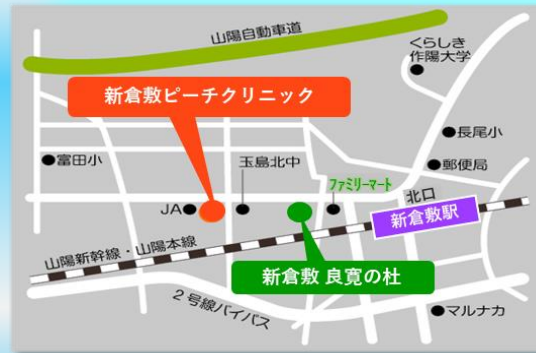 山陽自動車道
くらしき
作陽大学
新倉敷ピーチクリニック
長尾小
富田小
玉島北中
郵便局
ファミリーマート
北口
JA
新倉敷駅
山陽新幹線・山陽本線
新倉敷 良寛の杜
2号線バイパス
マルナカ